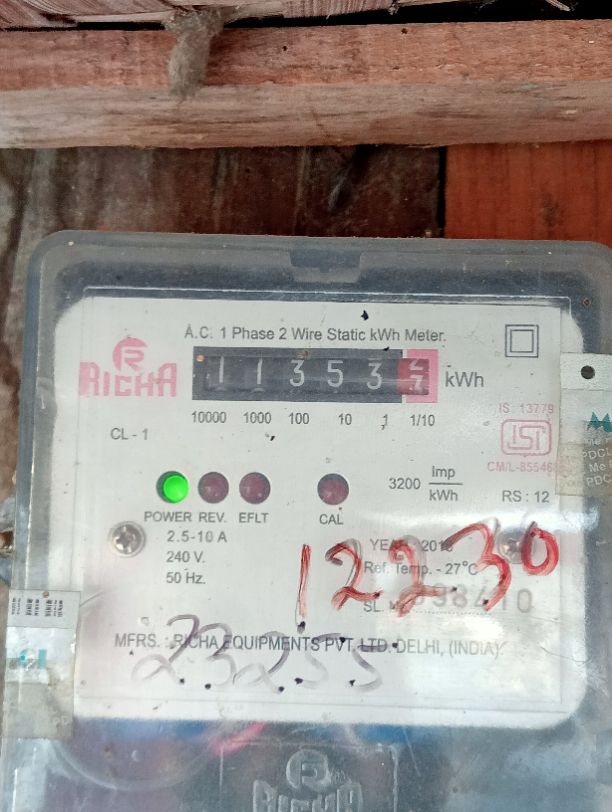 A.C. 1 Phase 2 Wire Static kWh Meter.
R
RICHA
1 1 3 5 3 kWh
10000 1000 100 10 1 1/10
IS: 13779
ISI
CL - 1
3200 Imp
kWh
RS : 12
POWER REV. EFLT CAL
2.5-10 A
240 V.
50 Hz.
Ref. Temp. - 27°C
SL
12230
MFRS. : RICHA EQUIPMENTS PVT. LTD. DELHI, (INDIA)
23255
R
RICHA